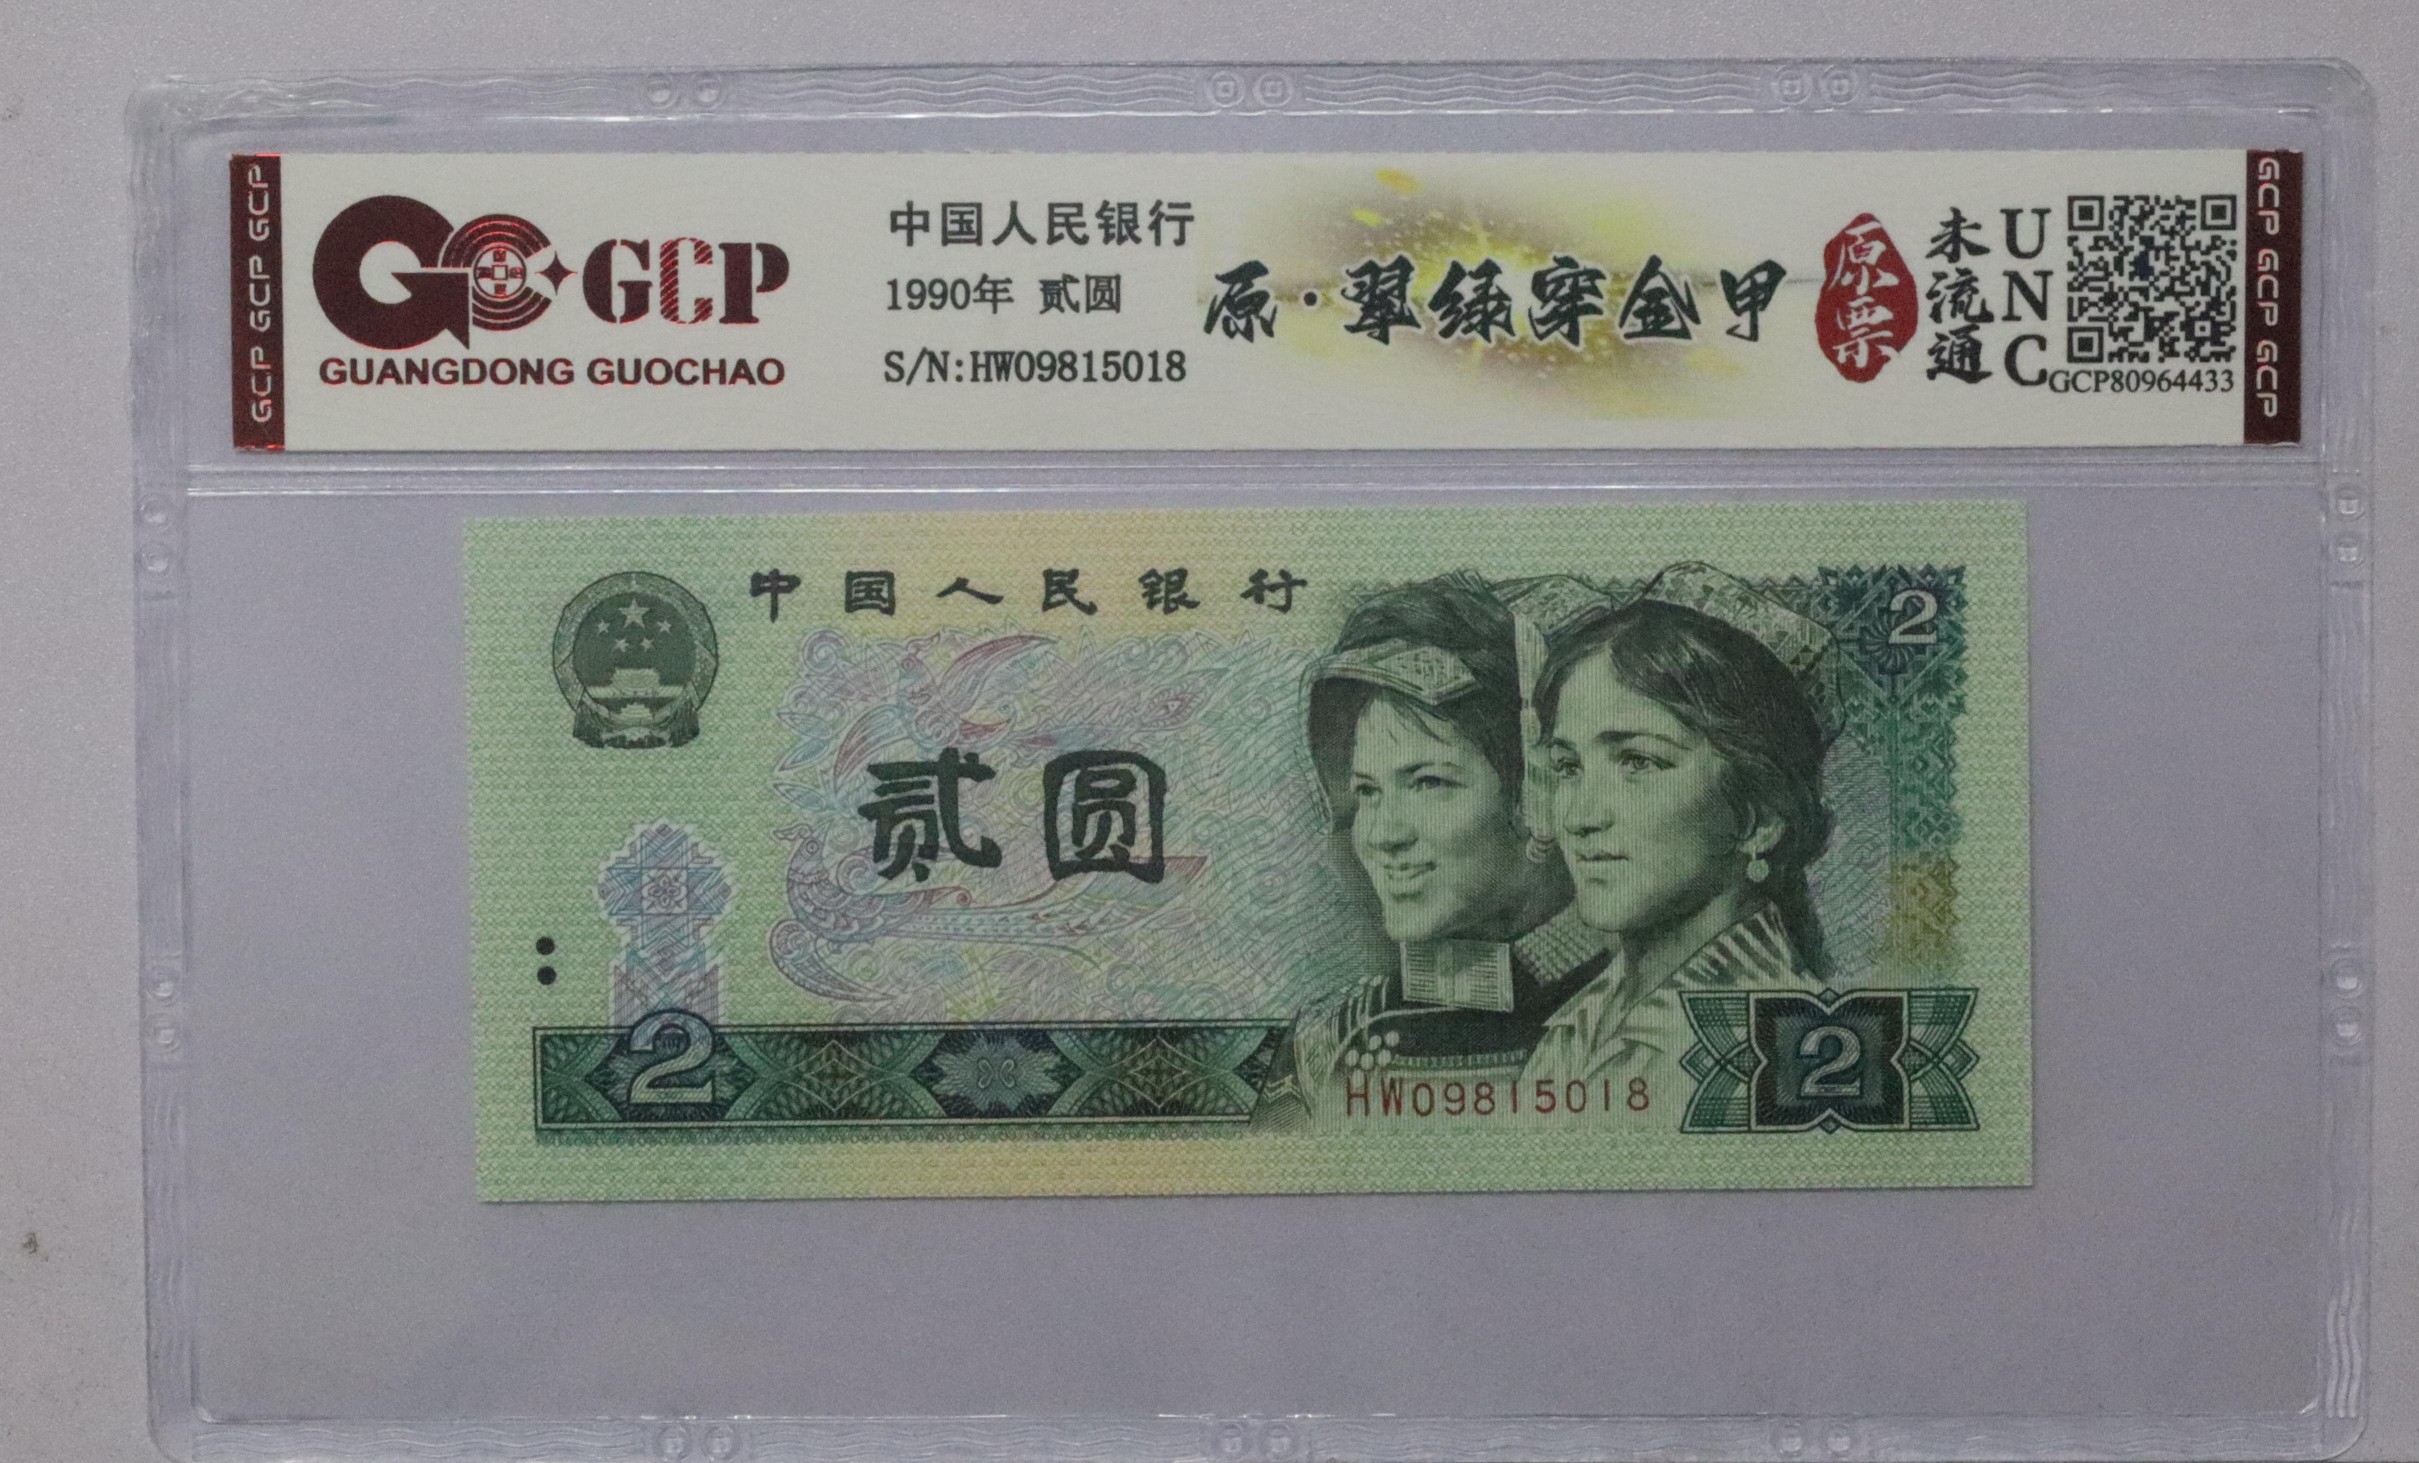 GCP GCP GCP
GCP
GUANGDONG GUOCHAO
中国人民银行
1990年 贰圆
S/N:HW09815018
原·翠绿穿金甲
原票
未流通
UNC
GCP80964433
GCP GCP GCP
中国人民银行
2
贰圆
2
HW09815018
2